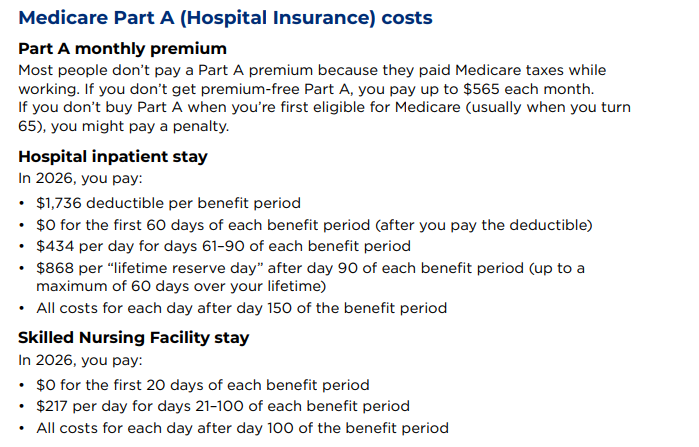 Medicare Part A (Hospital Insurance) costs
Part A monthly premium
Most people don’t pay a Part A premium because they paid Medicare taxes while
working. If you don’t get premium-free Part A, you pay up to $565 each month.
If you don’t buy Part A when you’re first eligible for Medicare (usually when you turn
65), you might pay a penalty.
Hospital inpatient stay
In 2026, you pay:
• $1,736 deductible per benefit period
• $0 for the first 60 days of each benefit period (after you pay the deductible)
• $434 per day for days 61–90 of each benefit period
• $868 per “lifetime reserve day” after day 90 of each benefit period (up to a
maximum of 60 days over your lifetime)
• All costs for each day after day 150 of the benefit period
Skilled Nursing Facility stay
In 2026, you pay:
• $0 for the first 20 days of each benefit period
• $217 per day for days 21–100 of each benefit period
• All costs for each day after day 100 of the benefit period